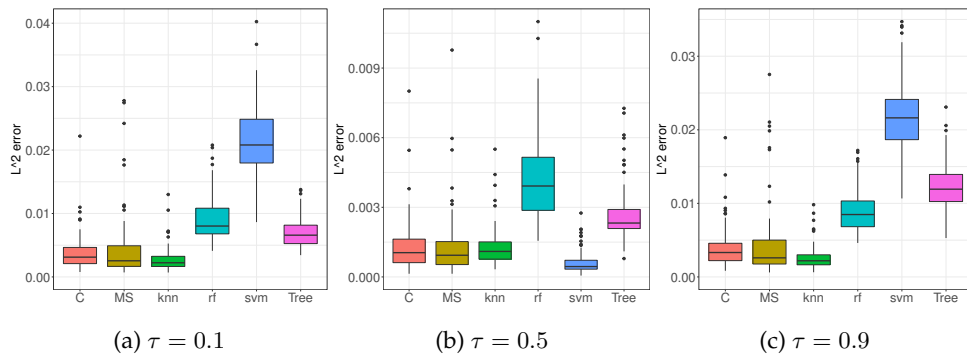 L^2 error
0.04
0.03
0.02
0.01
0.00
C MS knn rf svm Tree
(a) τ = 0.1
L^2 error
0.009
0.006
0.003
0.000
C MS knn rf svm Tree
(b) τ = 0.5
L^2 error
0.03
0.02
0.01
0.00
C MS knn rf svm Tree
(c) τ = 0.9